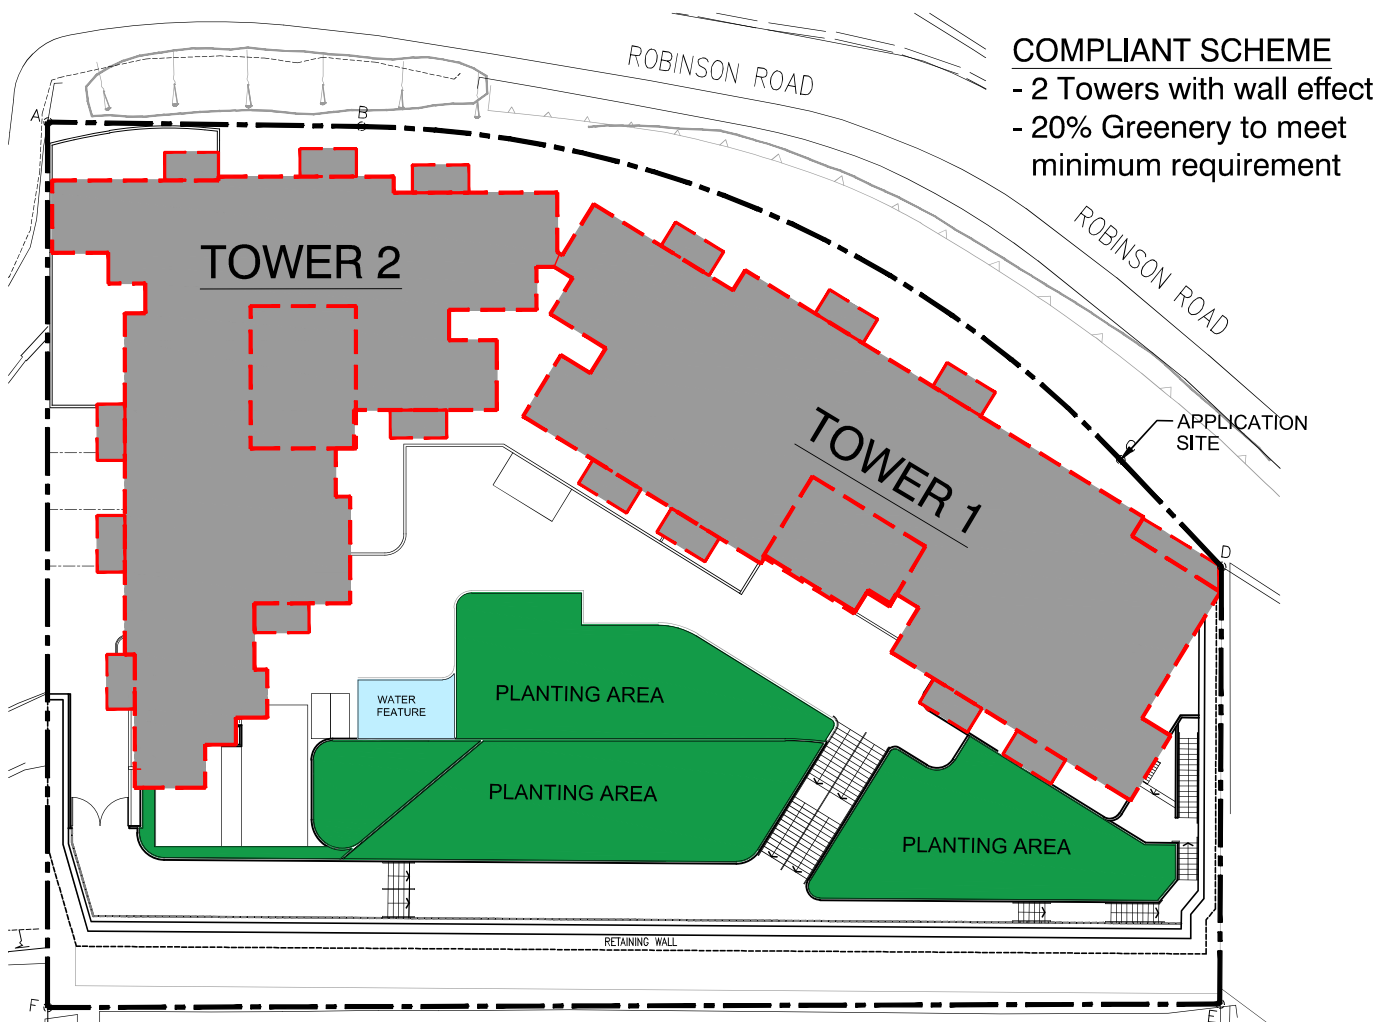 COMPLIANT SCHEME
- 2 Towers with wall effect
- 20% Greenery to meet
minimum requirement
ROBINSON ROAD
ROBINSON ROAD
A
B
TOWER 2
TOWER 1
APPLICATION
SITE
C
D
WATER
FEATURE
PLANTING AREA
PLANTING AREA
PLANTING AREA
RETAINING WALL
F
E